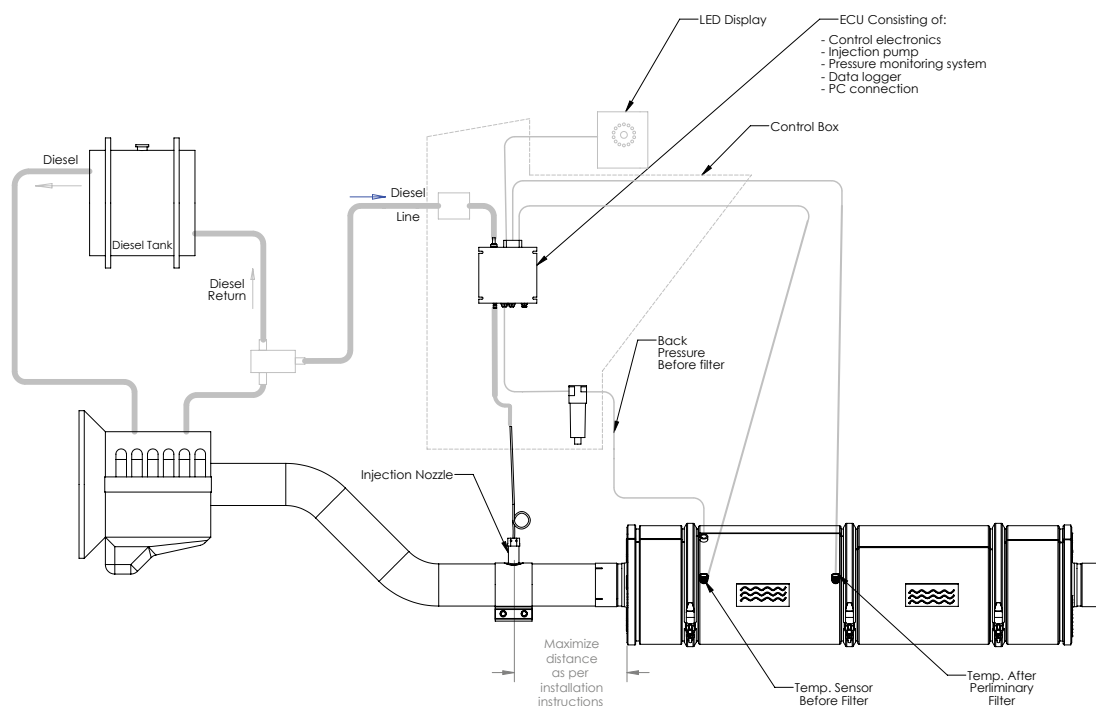 LED Display
ECU Consisting of:
- Control electronics
- Injection pump
- Pressure monitoring system
- Data logger
- PC connection
Control Box
Diesel
Diesel
Line
Diesel Tank
Diesel
Return
Back
Pressure
Before filter
Injection Nozzle
Maximize
distance
as per
installation
instructions
Temp. Sensor
Before Filter
Temp. After
Perliminary
Filter